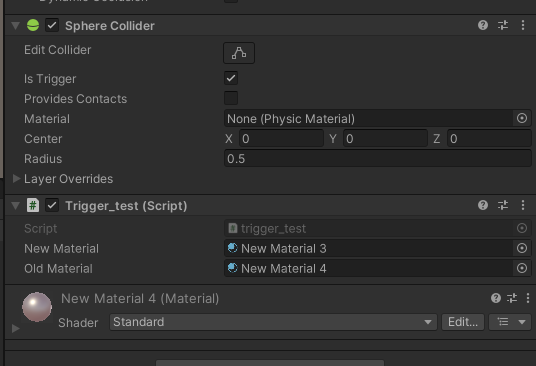 Sphere Collider
Edit Collider
Is Trigger
Provides Contacts
Material None (Physic Material)
Center X 0 Y 0 Z 0
Radius 0.5
Layer Overrides
Trigger_test (Script)
Script trigger_test
New Material New Material 3
Old Material New Material 4
New Material 4 (Material)
Shader Standard Edit...